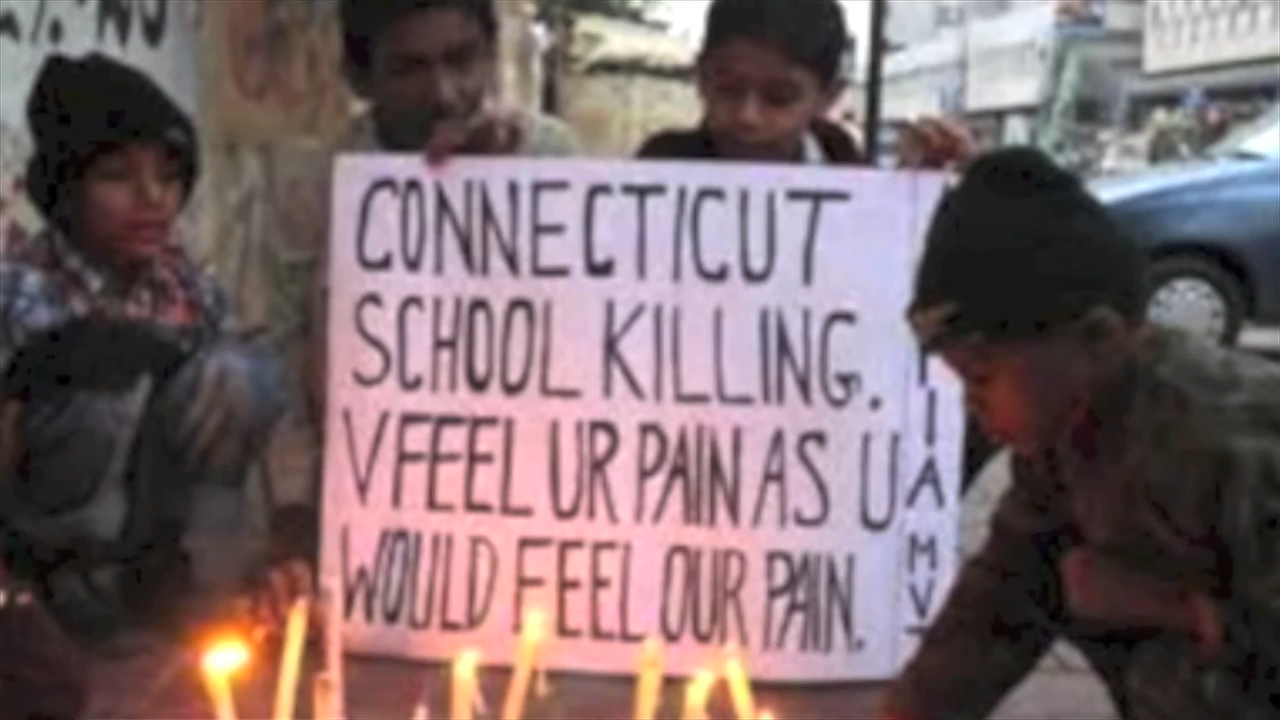 CONNECTICUT
SCHOOL KILLING.
V FEEL UR PAIN AS U
WOULD FEEL OUR PAIN.